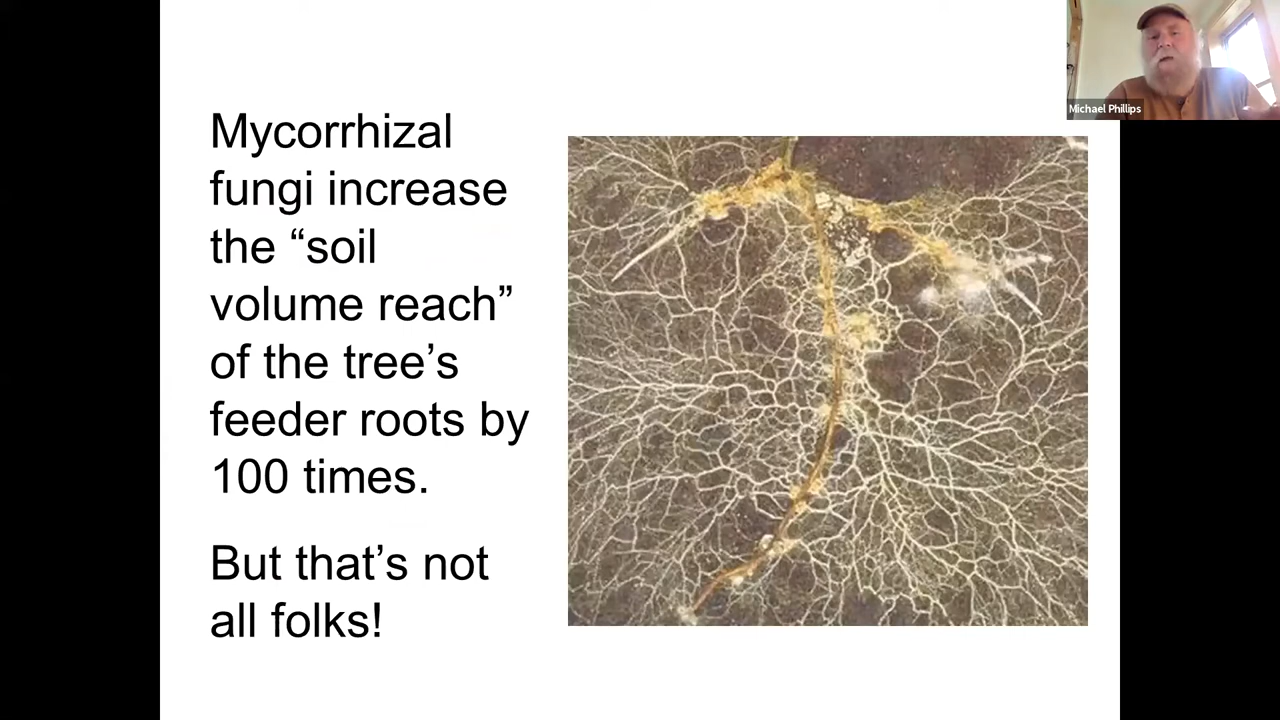 Michael Phillips
Mycorrhizal
fungi increase
the “soil
volume reach”
of the tree’s
feeder roots by
100 times.
But that’s not
all folks!